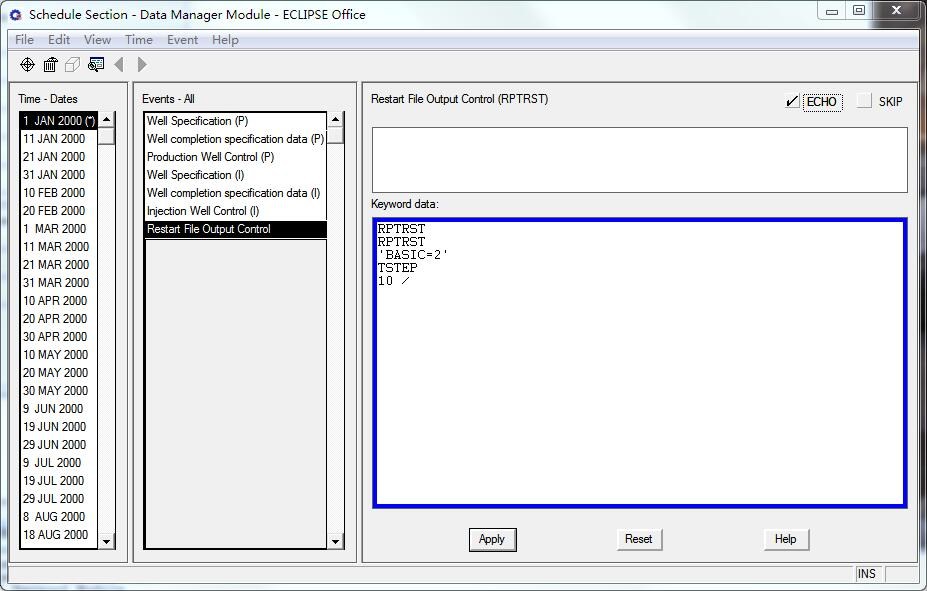 Schedule Section - Data Manager Module - ECLIPSE Office
File Edit View Time Event Help
Time - Dates
1 JAN 2000 (*)
11 JAN 2000
21 JAN 2000
31 JAN 2000
10 FEB 2000
20 FEB 2000
1 MAR 2000
11 MAR 2000
21 MAR 2000
31 MAR 2000
10 APR 2000
20 APR 2000
30 APR 2000
10 MAY 2000
20 MAY 2000
30 MAY 2000
9 JUN 2000
19 JUN 2000
29 JUN 2000
9 JUL 2000
19 JUL 2000
29 JUL 2000
8 AUG 2000
18 AUG 2000
Events - All
Well Specification (P)
Well completion specification data (P)
Production Well Control (P)
Well Specification (I)
Well completion specification data (I)
Injection Well Control (I)
Restart File Output Control
Restart File Output Control (RPTRST)
ECHO
SKIP
Keyword data:
RPTRST
RPTRST
'BASIC=2'
TSTEP
10 /
Apply Reset Help
INS